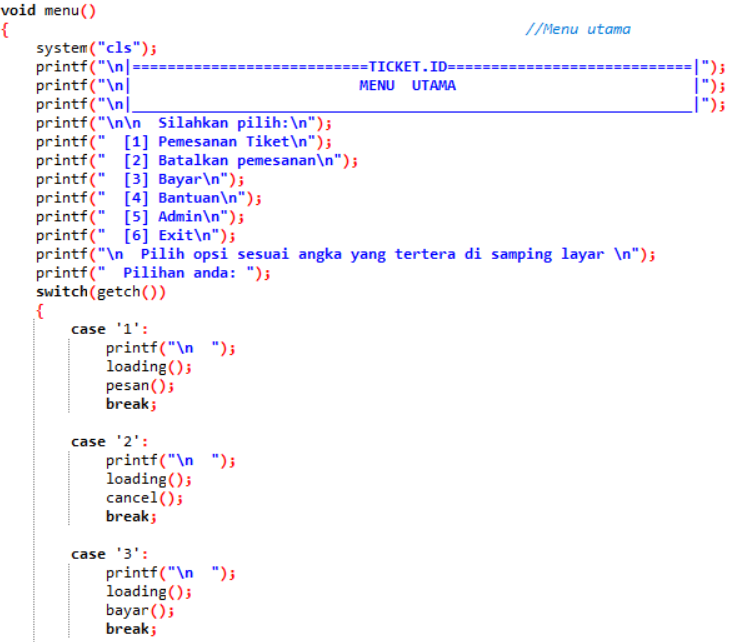 void menu()
{ //Menu utama
system("cls");
printf("\n|===========================TICKET.ID============================|");
printf("\n| MENU  UTAMA |");
printf("\n|________________________________________________________________|");
printf("\n\n  Silahkan pilih:\n");
printf("  [1] Pemesanan Tiket\n");
printf("  [2] Batalkan pemesanan\n");
printf("  [3] Bayar\n");
printf("  [4] Bantuan\n");
printf("  [5] Admin\n");
printf("  [6] Exit\n");
printf("\n  Pilih opsi sesuai angka yang tertera di samping layar \n");
printf("  Pilihan anda: ");
switch(getch())
{
case '1':
printf("\n  ");
loading();
pesan();
break;
case '2':
printf("\n  ");
loading();
cancel();
break;
case '3':
printf("\n  ");
loading();
bayar();
break;